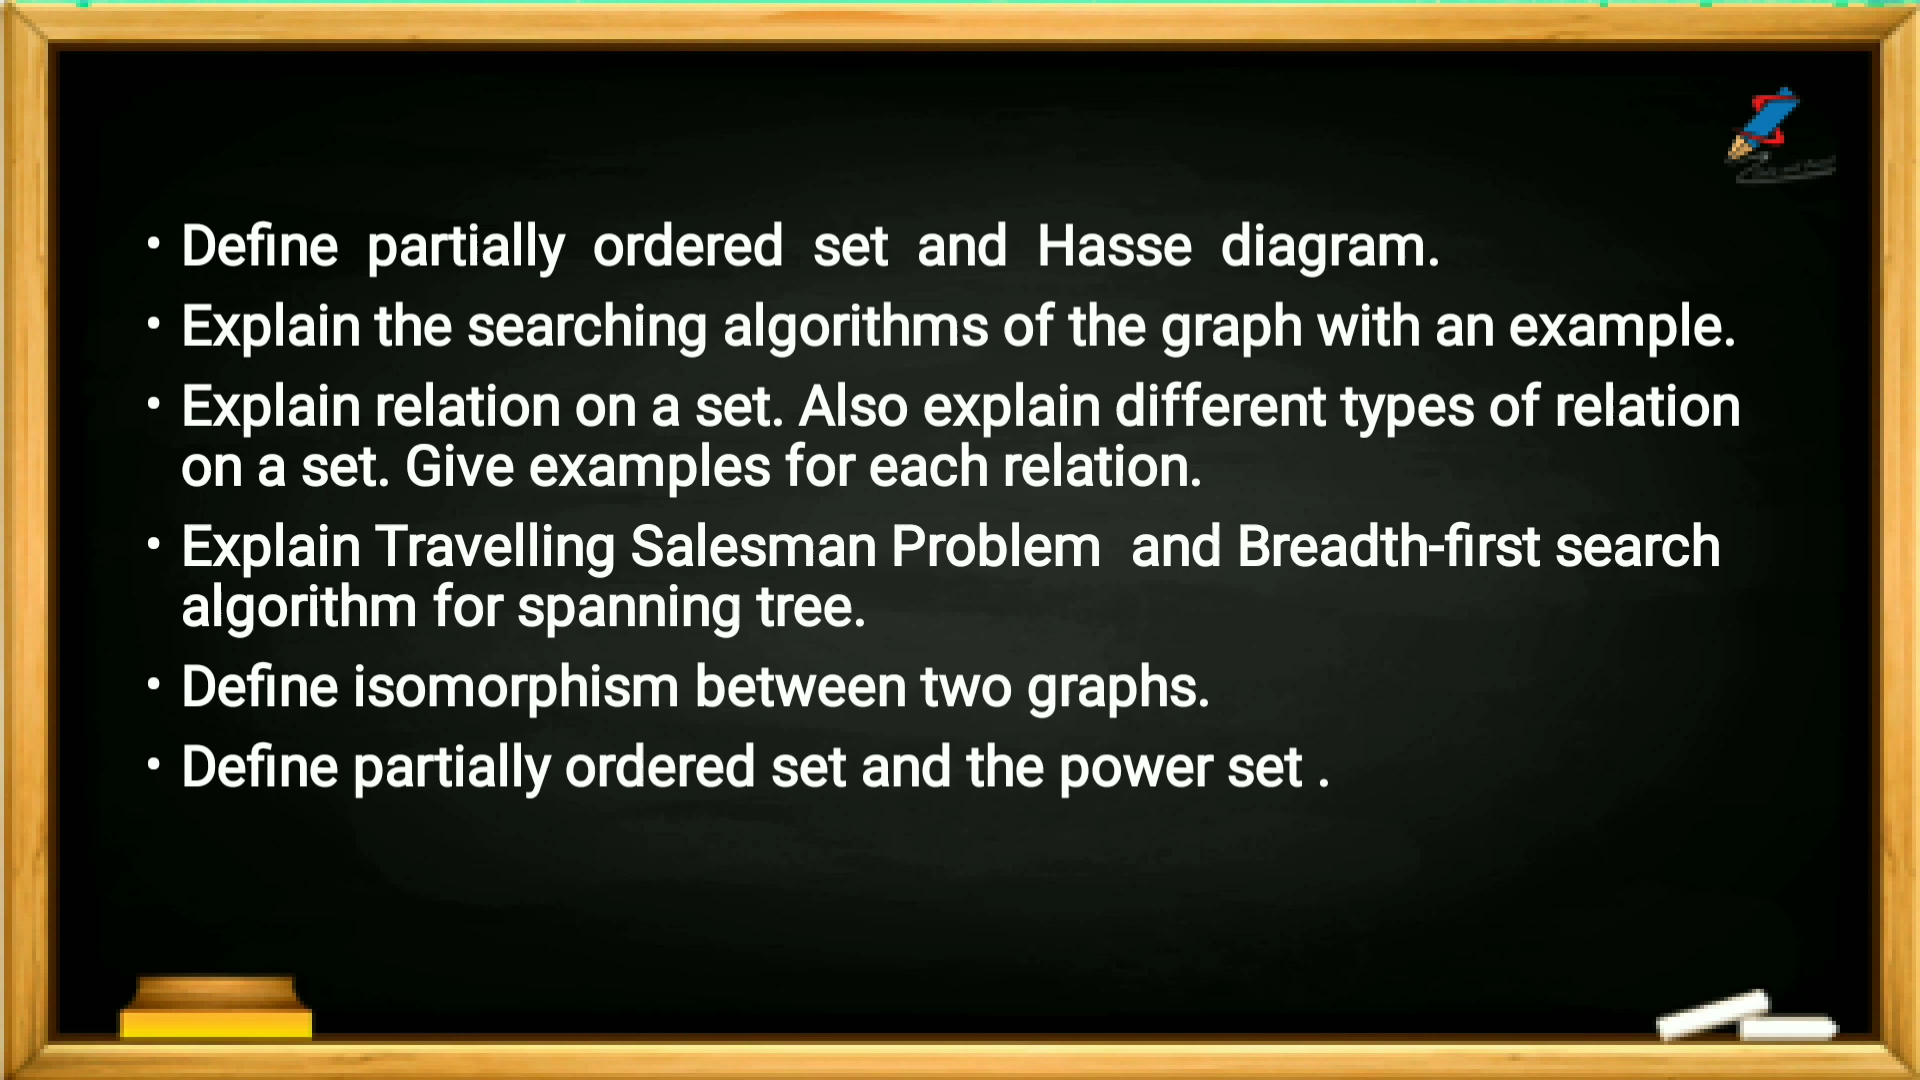 • Define partially ordered set and Hasse diagram.
• Explain the searching algorithms of the graph with an example.
• Explain relation on a set. Also explain different types of relation
on a set. Give examples for each relation.
• Explain Travelling Salesman Problem and Breadth-first search
algorithm for spanning tree.
• Define isomorphism between two graphs.
• Define partially ordered set and the power set .